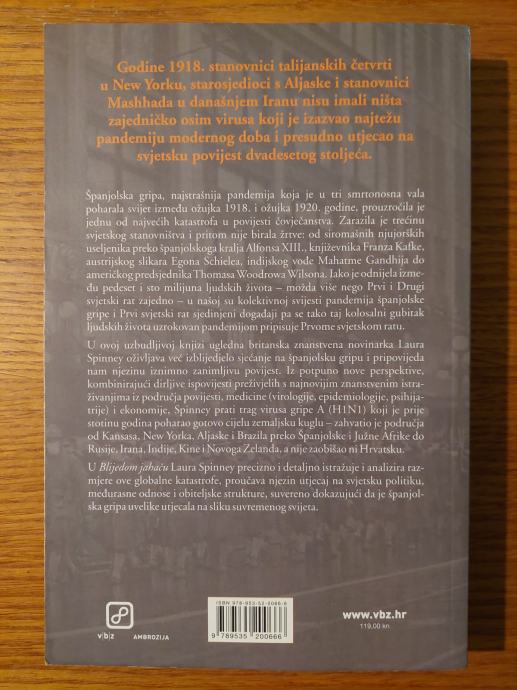 Godine 1918. stanovnici talijanskih četvrti
u New Yorku, starosjedioci s Aljaske i stanovnici
Mashhada u današnjem Iranu nisu imali ništa
zajedničko osim virusa koji je izazvao najtežu
pandemiju modernog doba i presudno utjecao na
svjetsku povijest dvadesetog stoljeća.
Španjolska gripa, najstrašnija pandemija koja je u tri smrtonosna vala
poharala svijet između ožujka 1918. i ožujka 1920. godine, prouzročila je
jednu od najvećih katastrofa u povijesti čovječanstva. Zarazila je trećinu
svjetskog stanovništva i pritom nije birala žrtve: od siromašnih njujorških
useljenika preko španjolskoga kralja Alfonsa XIII., književnika Franza Kafke,
austrijskog slikara Egona Schielea, indijskog vođe Mahatme Gandhija do
američkog predsjednika Thomasa Woodrowa Wilsona. Iako je odnijela izme-
đu pedeset i sto milijuna ljudskih života – možda više nego Prvi i Drugi
svjetski rat zajedno – u našoj su kolektivnoj svijesti pandemija španjolske
gripe i Prvi svjetski rat sjedinjeni događaji pa se tako taj kolosalni gubitak
ljudskih života uzrokovan pandemijom pripisuje Prvome svjetskom ratu.
U ovoj uzbudljivoj knjizi ugledna britanska znanstvena novinarka Laura
Spinney oživljava već izblijedjelo sjećanje na španjolsku gripu i pripovijeda
nam njezinu iznimno zanimljivu povijest. Iz potpuno nove perspektive,
kombinirajući dirljive ispovijesti preživjelih s najnovijim znanstvenim istra-
živanjima iz područja povijesti, medicine (virologije, epidemiologije, psihija-
trije) i ekonomije, Spinney prati trag virusa gripe A (H1N1) koji je prije
stotinu godina poharao gotovo cijelu zemaljsku kuglu – zahvatio je područja
od Kansasa, New Yorka, Aljaske i Brazila preko Španjolske i Južne Afrike do
Rusije, Irana, Indije, Kine i Novoga Zelanda, a nije zaobišao ni Hrvatsku.
U Blijedom jahaču Laura Spinney precizno i detaljno istražuje i analizira raz-
mjere ove globalne katastrofe, proučava njezin utjecaj na svjetsku politiku,
međurasne odnose i obiteljske strukture, suvereno dokazujući da je španjol-
ska gripa uvelike utjecala na sliku suvremenog svijeta.
ISBN 978-953-52-0066-6
9 789535 200666
v|b|z
AMBROZIJA
www.vbz.hr
119,00 kn